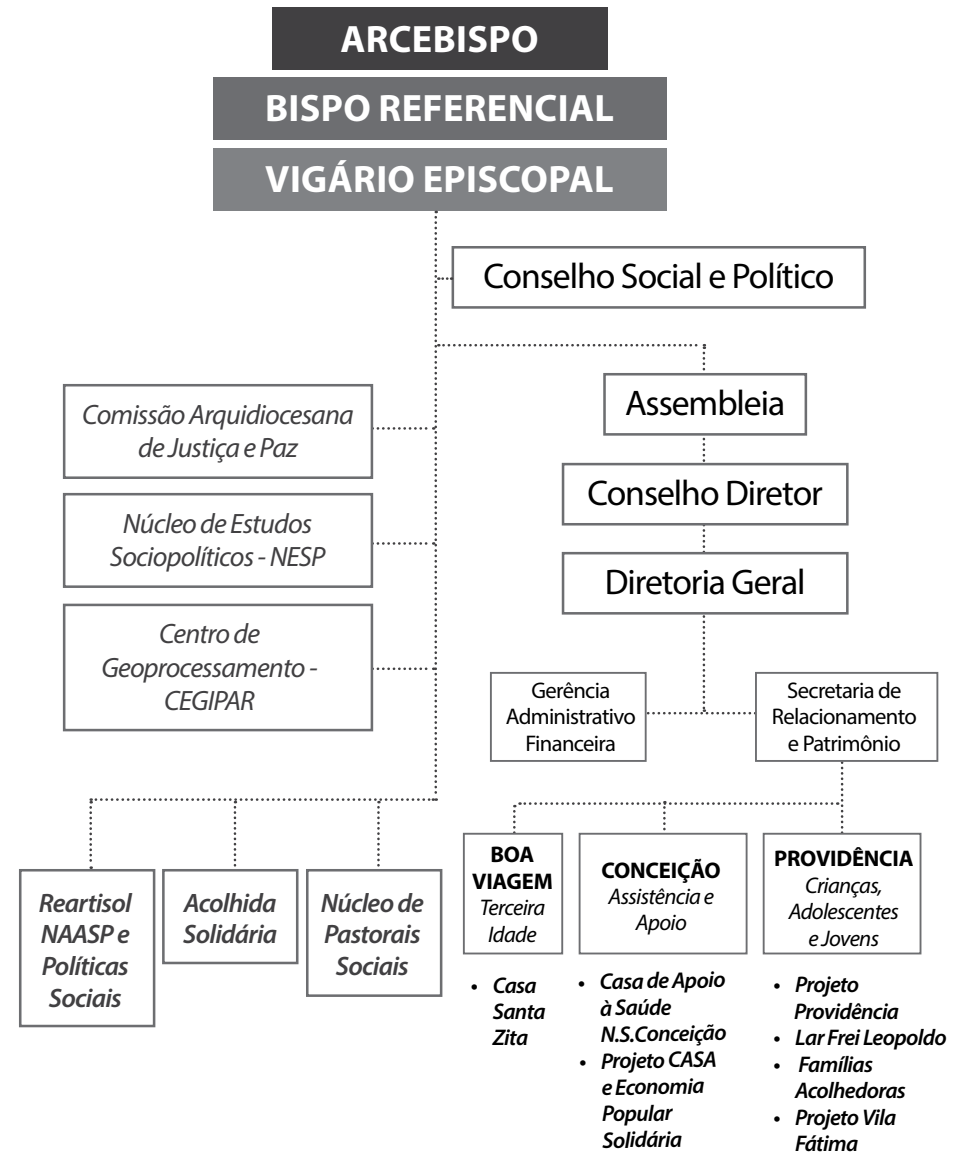 ARCEBISPO
BISPO REFERENCIAL
VIGÁRIO EPISCOPAL
Conselho Social e Político
Comissão Arquidiocesana
de Justiça e Paz
Núcleo de Estudos
Sociopolíticos - NESP
Centro de
Geoprocessamento -
CEGIPAR
Assembleia
Conselho Diretor
Diretoria Geral
Gerência
Administrativo
Financeira
Secretaria de
Relacionamento
e Patrimônio
Reartisol
NAASP e
Políticas
Sociais
Acolhida
Solidária
Núcleo de
Pastorais
Sociais
BOA
VIAGEM
Terceira
Idade
• Casa
Santa
Zita
CONCEIÇÃO
Assistência e
Apoio
• Casa de Apoio
à Saúde
N.S.Conceição
• Projeto CASA
e Economia
Popular
Solidária
PROVIDÊNCIA
Crianças,
Adolescentes
e Jovens
• Projeto
Providência
• Lar Frei Leopoldo
• Famílias
Acolhedoras
• Projeto Vila
Fátima